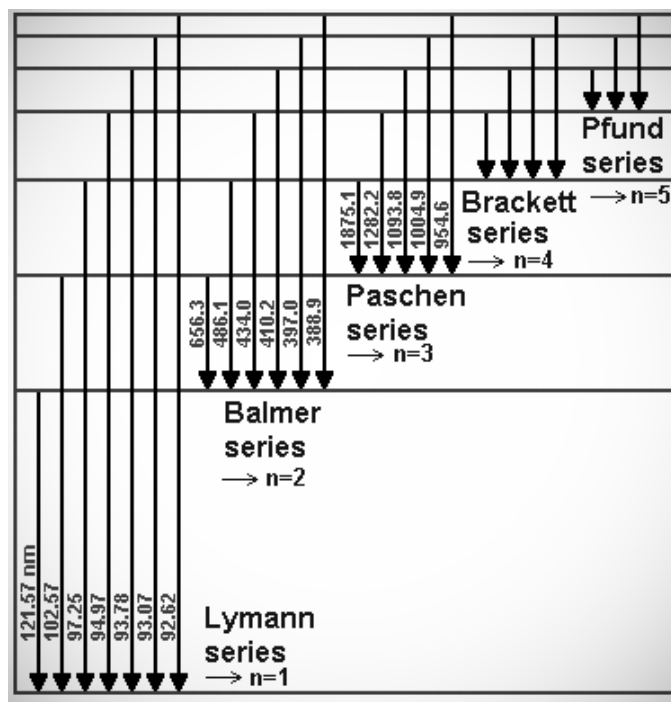 Pfund
series
→ n=5
1875.1
1282.2
1093.8
1004.9
954.6
Brackett
series
→ n=4
656.3
486.1
434.0
410.2
397.0
388.9
Paschen
series
→ n=3
Balmer
series
→ n=2
121.57 nm
102.57
97.25
94.97
93.78
93.07
92.62
Lymann
series
→ n=1